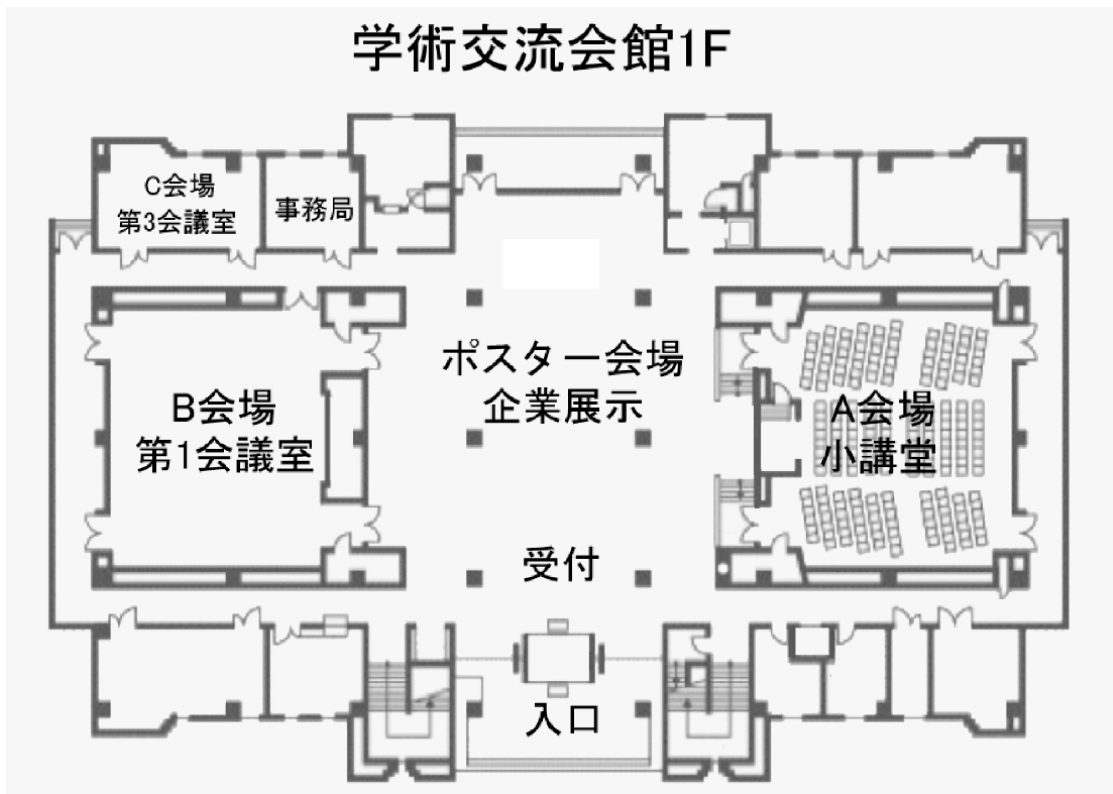 学術交流会館1F
C会場
第3会議室
事務局
ポスター会場
企業展示
B会場
第1会議室
A会場
小講堂
受付
入口